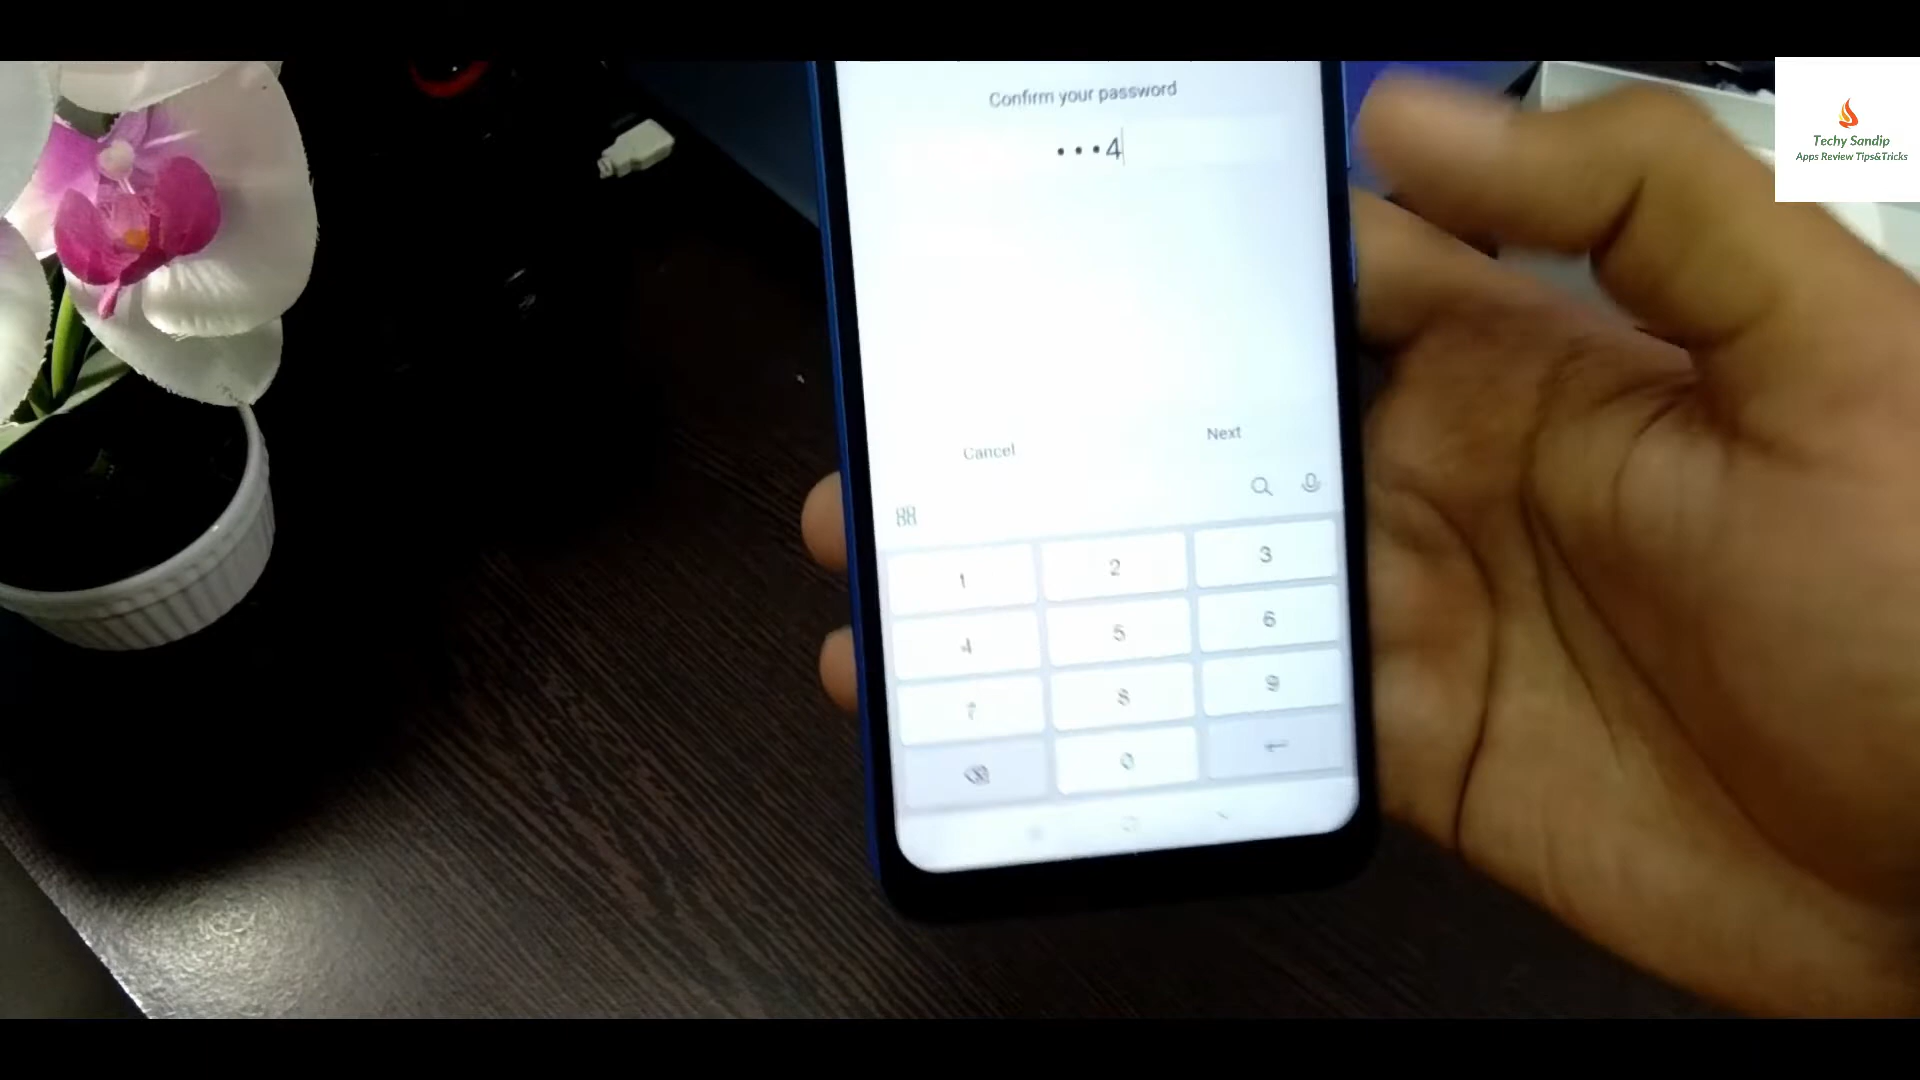 Confirm your password
•••4
Techy Sandip
Apps Review Tips&Tricks
Cancel
Next
1
2
3
4
5
6
7
8
9
0